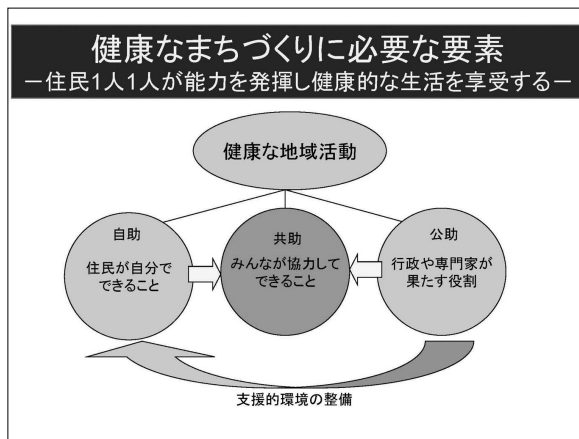 健康なまちづくりに必要な要素
－住民1人1人が能力を発揮し健康的な生活を享受する－
健康な地域活動
自助
住民が自分で
できること
共助
みんなが協力して
できること
公助
行政や専門家が
果たす役割
支援的環境の整備